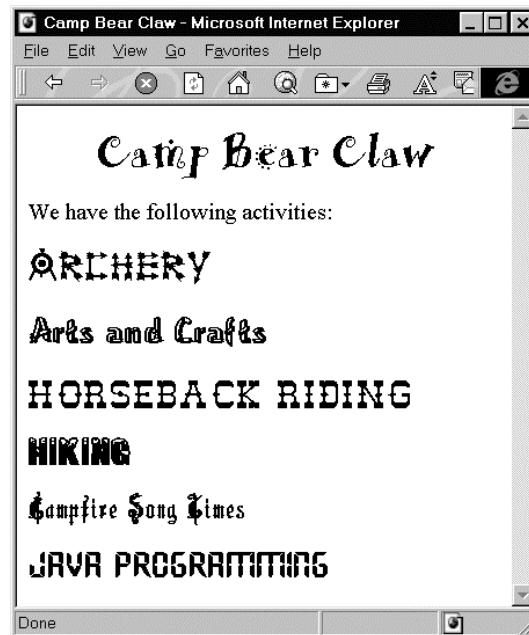 Camp Bear Claw - Microsoft Internet Explorer
File Edit View Go Favorites Help
Camp Bear Claw
We have the following activities:
ARCHERY
Arts and Crafts
HORSEBACK RIDING
HIKING
Campfire Song Times
JAVA PROGRAMMING
Done